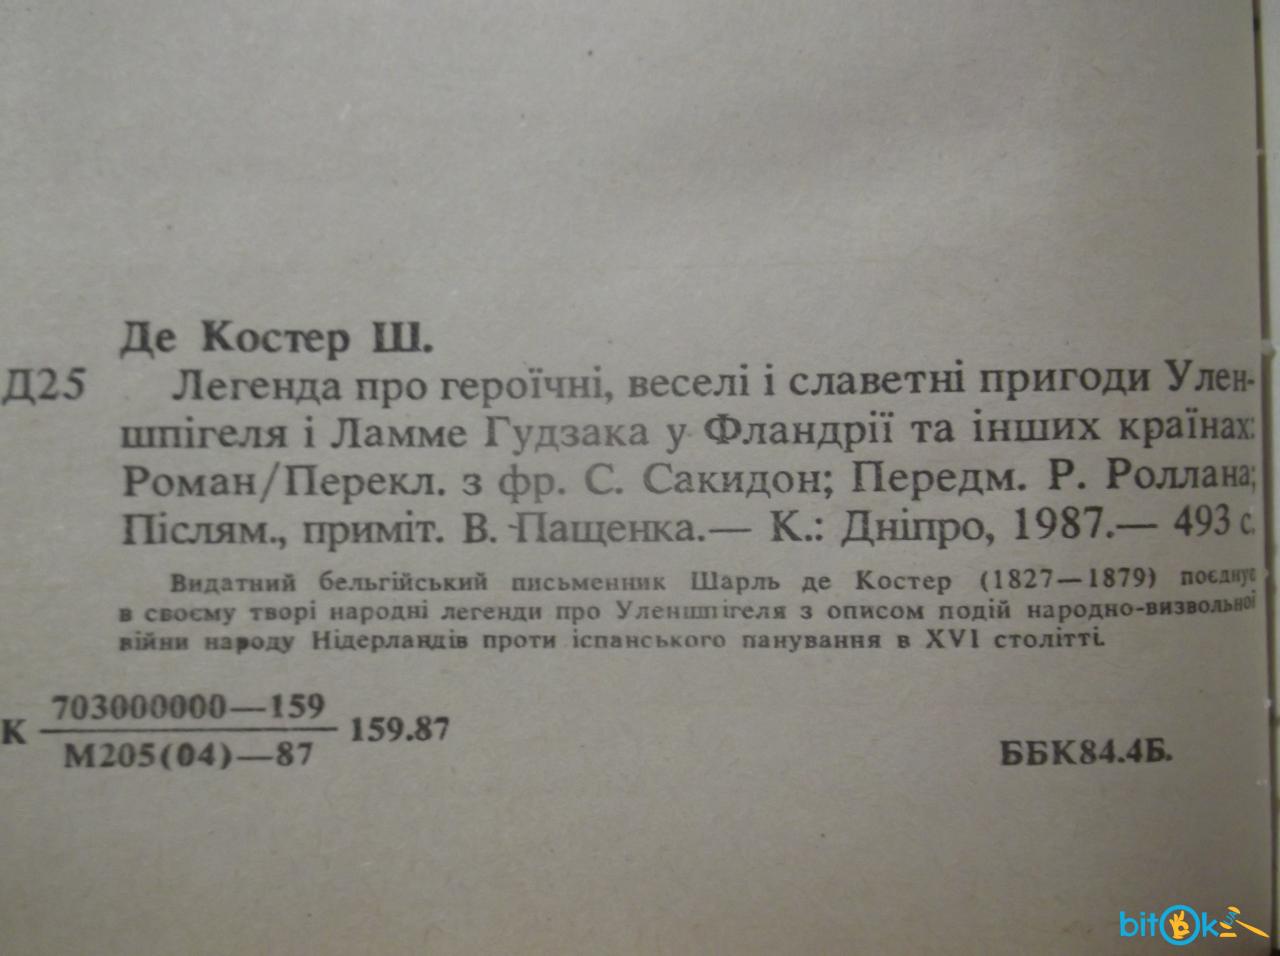 Де Костер Ш.
Д25 Легенда про героїчні, веселі і славетні пригоди Улен-
шпігеля і Ламме Гудзака у Фландрії та інших країнах:
Роман/Перекл. з фр. С. Сакидон; Передм. Р. Роллана;
Післям., приміт. В. Пащенка.— К.: Дніпро, 1987.— 493 с.
Видатний бельгійський письменник Шарль де Костер (1827—1879) поєднує
в своєму творі народні легенди про Уленшпігеля з описом подій народно-визвольної
війни народу Нідерландів проти іспанського панування в XVI столітті.
703000000—159
К 159.87
М205(04)—87
ББК84.4Б.
bitok.ua